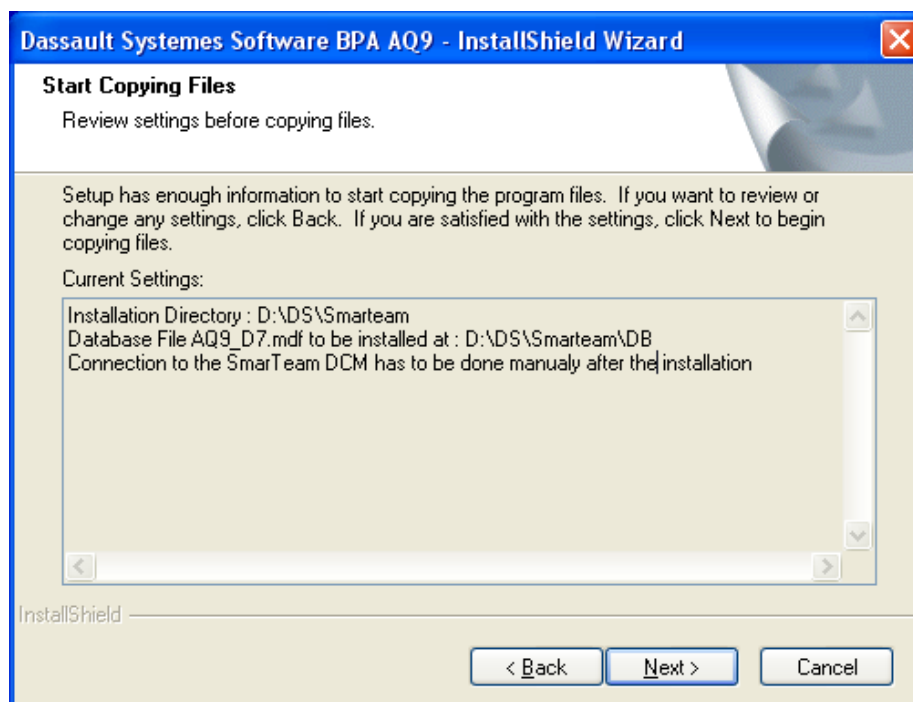 Dassault Systemes Software BPA AQ9 - InstallShield Wizard
Start Copying Files
Review settings before copying files.
Setup has enough information to start copying the program files. If you want to review or
change any settings, click Back. If you are satisfied with the settings, click Next to begin
copying files.
Current Settings:
Installation Directory : D:\DS\Smarteam
Database File AQ9_D7.mdf to be installed at : D:\DS\Smarteam\DB
Connection to the SmarTeam DCM has to be done manualy after the installation
InstallShield
< Back
Next >
Cancel